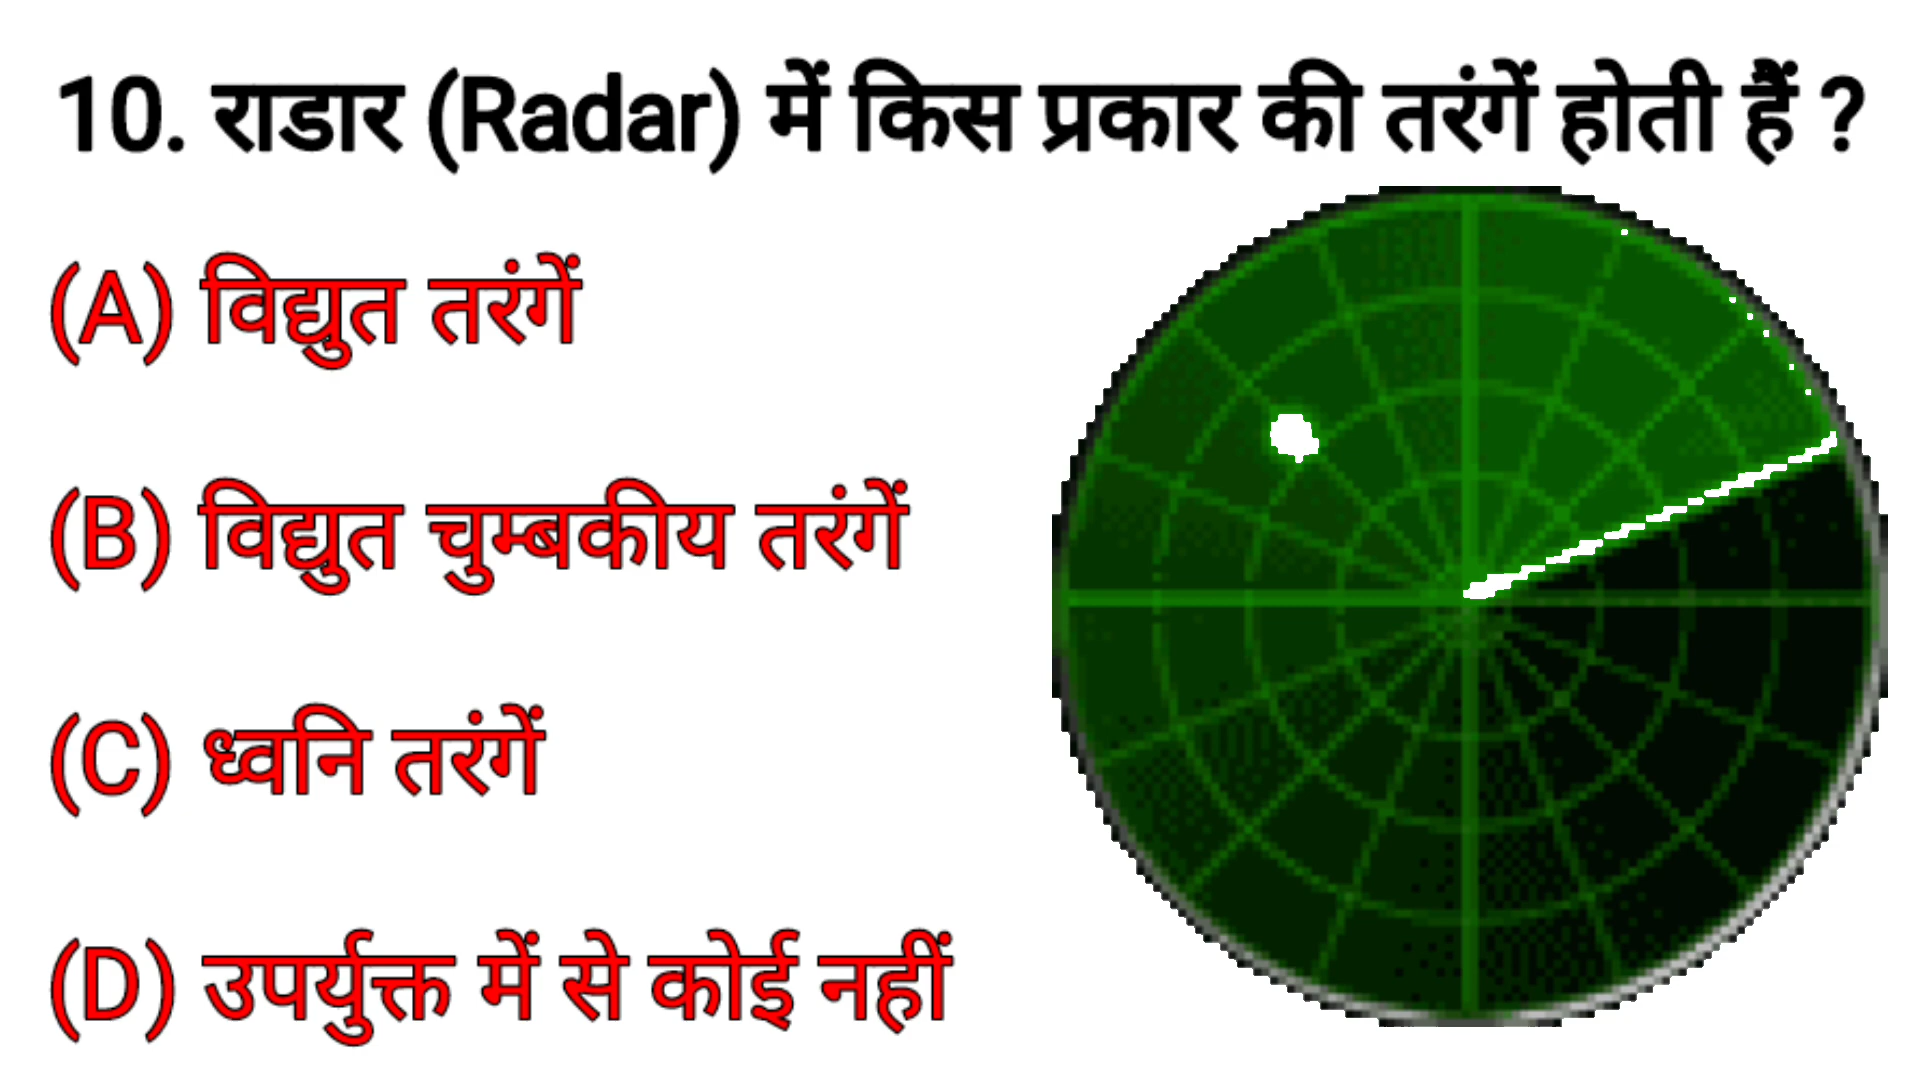 10. राडार (Radar) में किस प्रकार की तरंगें होती हैं ?
(A) विद्युत तरंगें
(B) विद्युत चुम्बकीय तरंगें
(C) ध्वनि तरंगें
(D) उपर्युक्त में से कोई नहीं